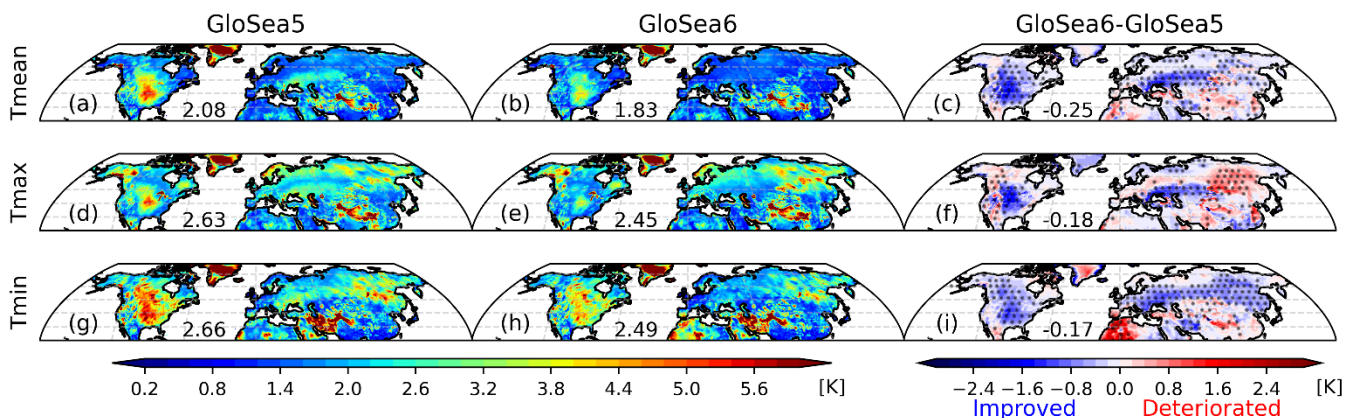 GloSea5 GloSea6 GloSea6-GloSea5
Tmean (a) 2.08 (b) 1.83 (c) -0.25
Tmax (d) 2.63 (e) 2.45 (f) -0.18
Tmin (g) 2.66 (h) 2.49 (i) -0.17
0.2 0.8 1.4 2.0 2.6 3.2 3.8 4.4 5.0 5.6 [K] −2.4 −1.6 −0.8 0.0 0.8 1.6 2.4 [K]
Improved Deteriorated